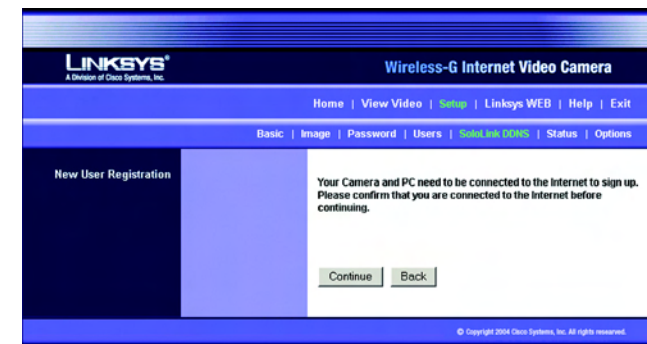 LINKSYS®
A Division of Cisco Systems, Inc.
Wireless-G Internet Video Camera
Home | View Video | Setup | Linksys WEB | Help | Exit
Basic | Image | Password | Users | SoloLink DDNS | Status | Options
New User Registration
Your Camera and PC need to be connected to the Internet to sign up.
Please confirm that you are connected to the Internet before
continuing.
Continue Back
© Copyright 2004 Cisco Systems, Inc. All rights reserved.